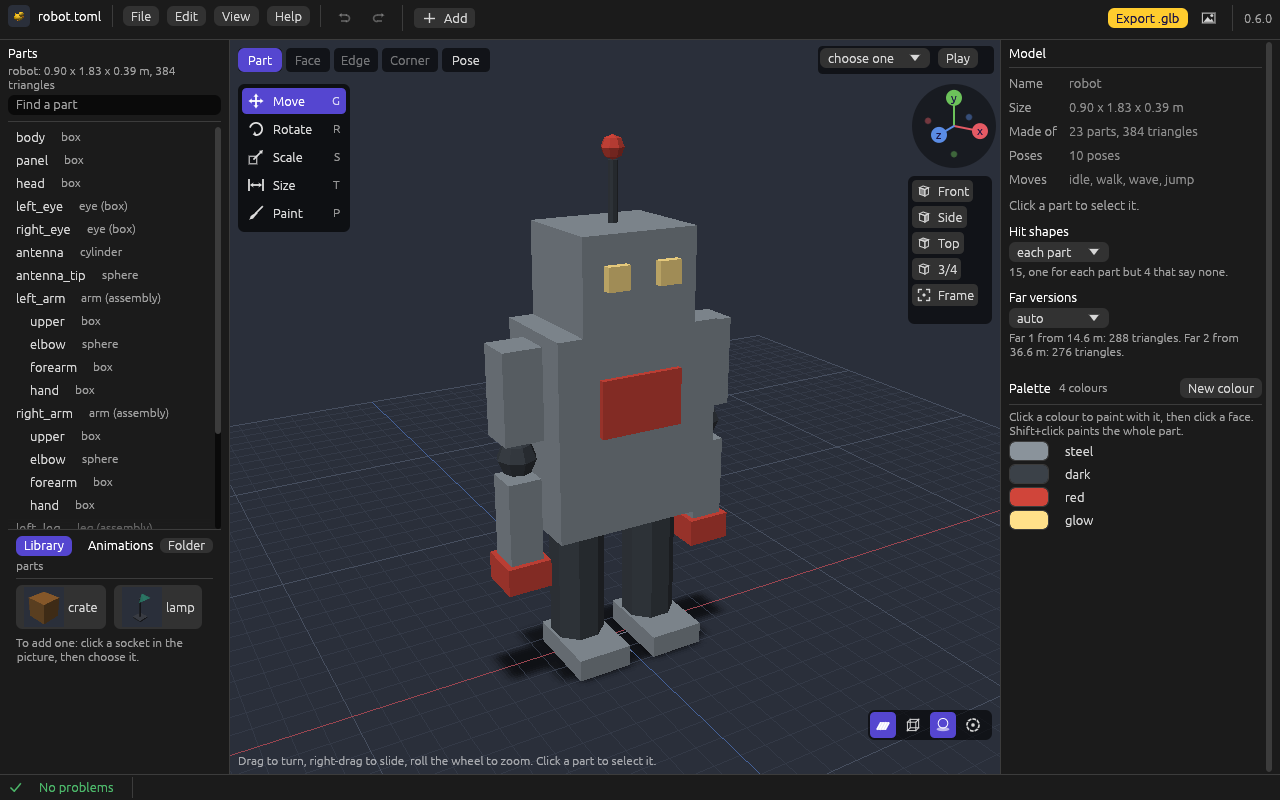 robot.toml File Edit View Help + Add Export .glb 0.6.0
Parts
robot: 0.90 x 1.83 x 0.39 m, 384
triangles
Find a part
body box
panel box
head box
left_eye eye (box)
right_eye eye (box)
antenna cylinder
antenna_tip sphere
left_arm arm (assembly)
upper box
elbow sphere
forearm box
hand box
right_arm arm (assembly)
upper box
elbow sphere
forearm box
hand box
left_leg leg (assembly)
Library Animations Folder
parts
crate lamp
To add one: click a socket in the
picture, then choose it.
Part Face Edge Corner Pose
Move G
Rotate R
Scale S
Size T
Paint P
choose one Play
y
z x
Front
Side
Top
3/4
Frame
Drag to turn, right-drag to slide, roll the wheel to zoom. Click a part to select it.
Model
Name robot
Size 0.90 x 1.83 x 0.39 m
Made of 23 parts, 384 triangles
Poses 10 poses
Moves idle, walk, wave, jump
Click a part to select it.
Hit shapes
each part
15, one for each part but 4 that say none.
Far versions
auto
Far 1 from 14.6 m: 288 triangles. Far 2 from
36.6 m: 276 triangles.
Palette 4 colours New colour
Click a colour to paint with it, then click a face.
Shift+click paints the whole part.
steel
dark
red
glow
No problems